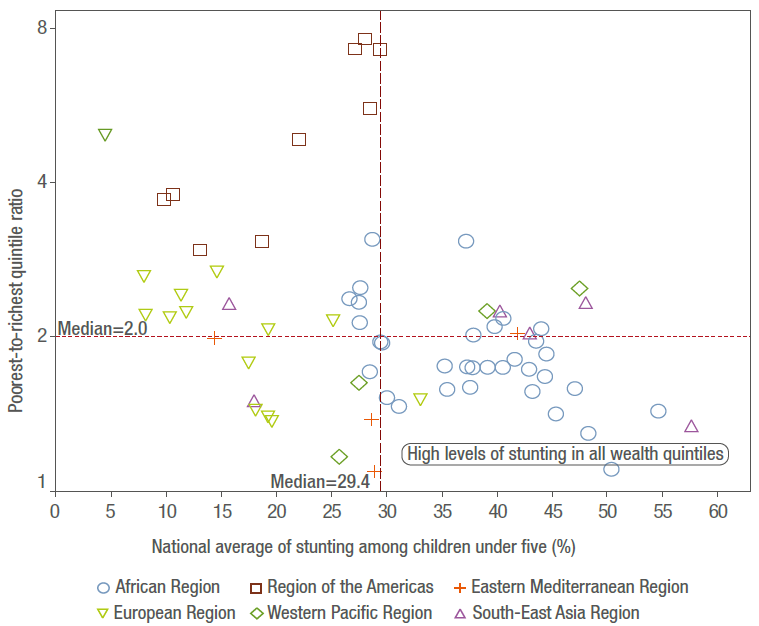 Poorest-to-richest quintile ratio
8
4
2
1
Median=2.0
High levels of stunting in all wealth quintiles
Median=29.4
0 5 10 15 20 25 30 35 40 45 50 55 60
National average of stunting among children under five (%)
African Region Region of the Americas Eastern Mediterranean Region
European Region Western Pacific Region South-East Asia Region